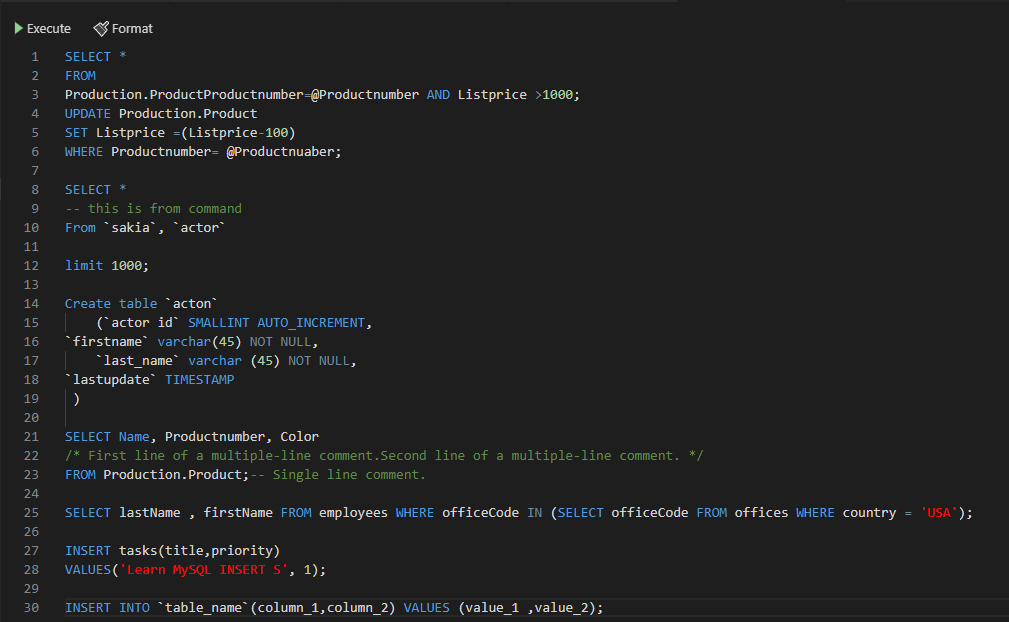 Execute Format
1 SELECT *
2 FROM
3 Production.ProductProductnumber=@Productnumber AND Listprice >1000;
4 UPDATE Production.Product
5 SET Listprice =(Listprice-100)
6 WHERE Productnumber= @Productnuaber;
7
8 SELECT *
9 -- this is from command
10 From `sakia`, `actor`
11
12 limit 1000;
13
14 Create table `acton`
15 (`actor id` SMALLINT AUTO_INCREMENT,
16 `firstname` varchar(45) NOT NULL,
17 `last_name` varchar (45) NOT NULL,
18 `lastupdate` TIMESTAMP
19 )
20
21 SELECT Name, Productnumber, Color
22 /* First line of a multiple-line comment.Second line of a multiple-line comment. */
23 FROM Production.Product;-- Single line comment.
24
25 SELECT lastName , firstName FROM employees WHERE officeCode IN (SELECT officeCode FROM offices WHERE country = 'USA');
26
27 INSERT tasks(title,priority)
28 VALUES('Learn MySQL INSERT S', 1);
29
30 INSERT INTO `table_name`(column_1,column_2) VALUES (value_1 ,value_2);